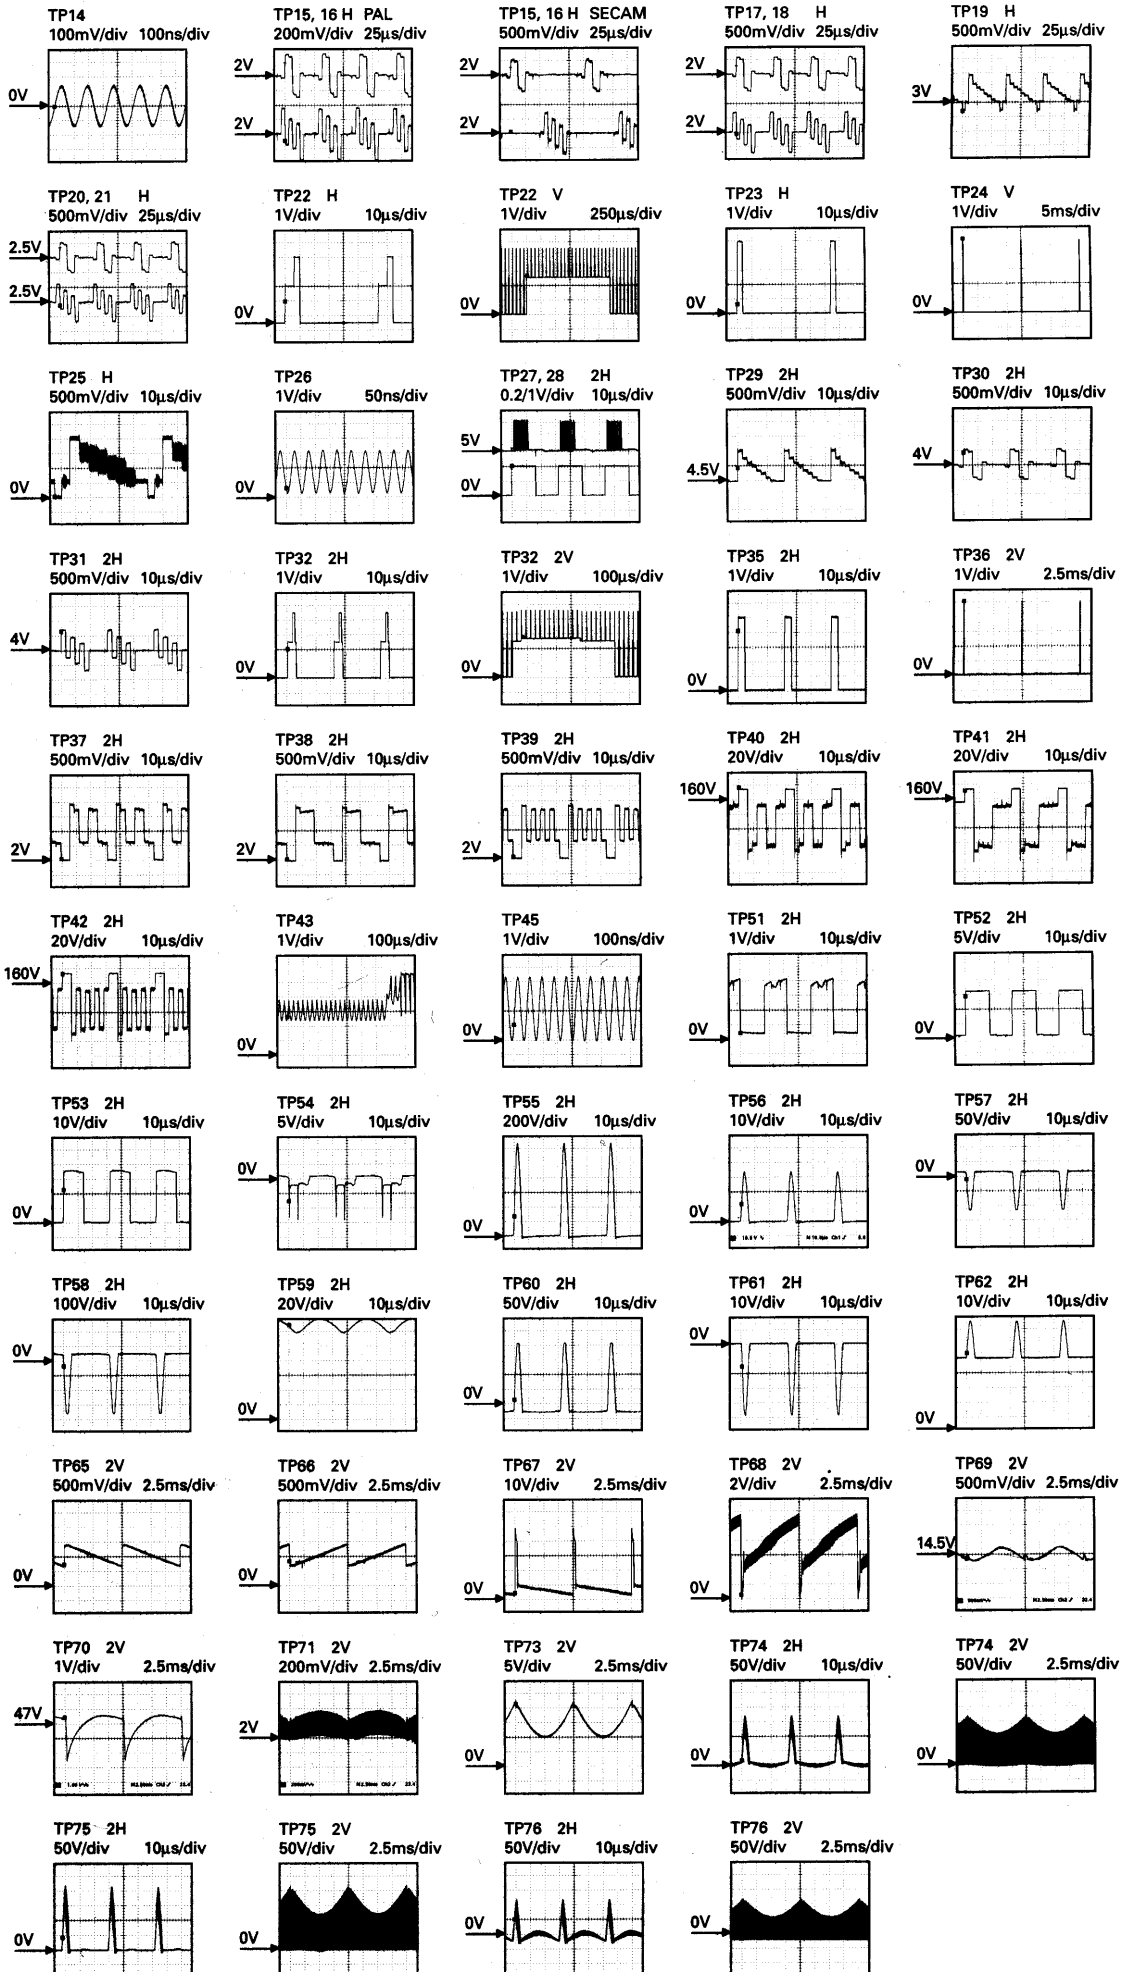 TP14
100mV/div 100ns/div
0V
TP15, 16 H PAL
200mV/div 25µs/div
2V
2V
TP15, 16 H SECAM
500mV/div 25µs/div
2V
2V
TP17, 18 H
500mV/div 25µs/div
2V
2V
TP19 H
500mV/div 25µs/div
3V
TP20, 21 H
500mV/div 25µs/div
2.5V
2.5V
TP22 H
1V/div 10µs/div
0V
TP22 V
1V/div 250µs/div
0V
TP23 H
1V/div 10µs/div
0V
TP24 V
1V/div 5ms/div
0V
TP25 H
500mV/div 10µs/div
0V
TP26
1V/div 50ns/div
0V
TP27, 28 2H
0.2/1V/div 10µs/div
5V
0V
TP29 2H
500mV/div 10µs/div
4.5V
TP30 2H
500mV/div 10µs/div
4V
TP31 2H
500mV/div 10µs/div
4V
TP32 2H
1V/div 10µs/div
0V
TP32 2V
1V/div 100µs/div
0V
TP35 2H
1V/div 10µs/div
0V
TP36 2V
1V/div 2.5ms/div
0V
TP37 2H
500mV/div 10µs/div
2V
TP38 2H
500mV/div 10µs/div
2V
TP39 2H
500mV/div 10µs/div
2V
TP40 2H
20V/div 10µs/div
160V
TP41 2H
20V/div 10µs/div
160V
TP42 2H
20V/div 10µs/div
160V
TP43
1V/div 100µs/div
0V
TP45
1V/div 100ns/div
0V
TP51 2H
1V/div 10µs/div
0V
TP52 2H
5V/div 10µs/div
0V
TP53 2H
10V/div 10µs/div
0V
TP54 2H
5V/div 10µs/div
0V
TP55 2H
200V/div 10µs/div
0V
TP56 2H
10V/div 10µs/div
0V
TP57 2H
50V/div 10µs/div
0V
TP58 2H
100V/div 10µs/div
0V
TP59 2H
20V/div 10µs/div
0V
TP60 2H
50V/div 10µs/div
0V
TP61 2H
10V/div 10µs/div
0V
TP62 2H
10V/div 10µs/div
0V
TP65 2V
500mV/div 2.5ms/div
0V
TP66 2V
500mV/div 2.5ms/div
0V
TP67 2V
10V/div 2.5ms/div
0V
TP68 2V
2V/div 2.5ms/div
0V
TP69 2V
500mV/div 2.5ms/div
14.5V
TP70 2V
1V/div 2.5ms/div
47V
TP71 2V
200mV/div 2.5ms/div
2V
TP73 2V
5V/div 2.5ms/div
0V
TP74 2H
50V/div 10µs/div
0V
TP74 2V
50V/div 2.5ms/div
0V
TP75 2H
50V/div 10µs/div
0V
TP75 2V
50V/div 2.5ms/div
0V
TP76 2H
50V/div 10µs/div
0V
TP76 2V
50V/div 2.5ms/div
0V